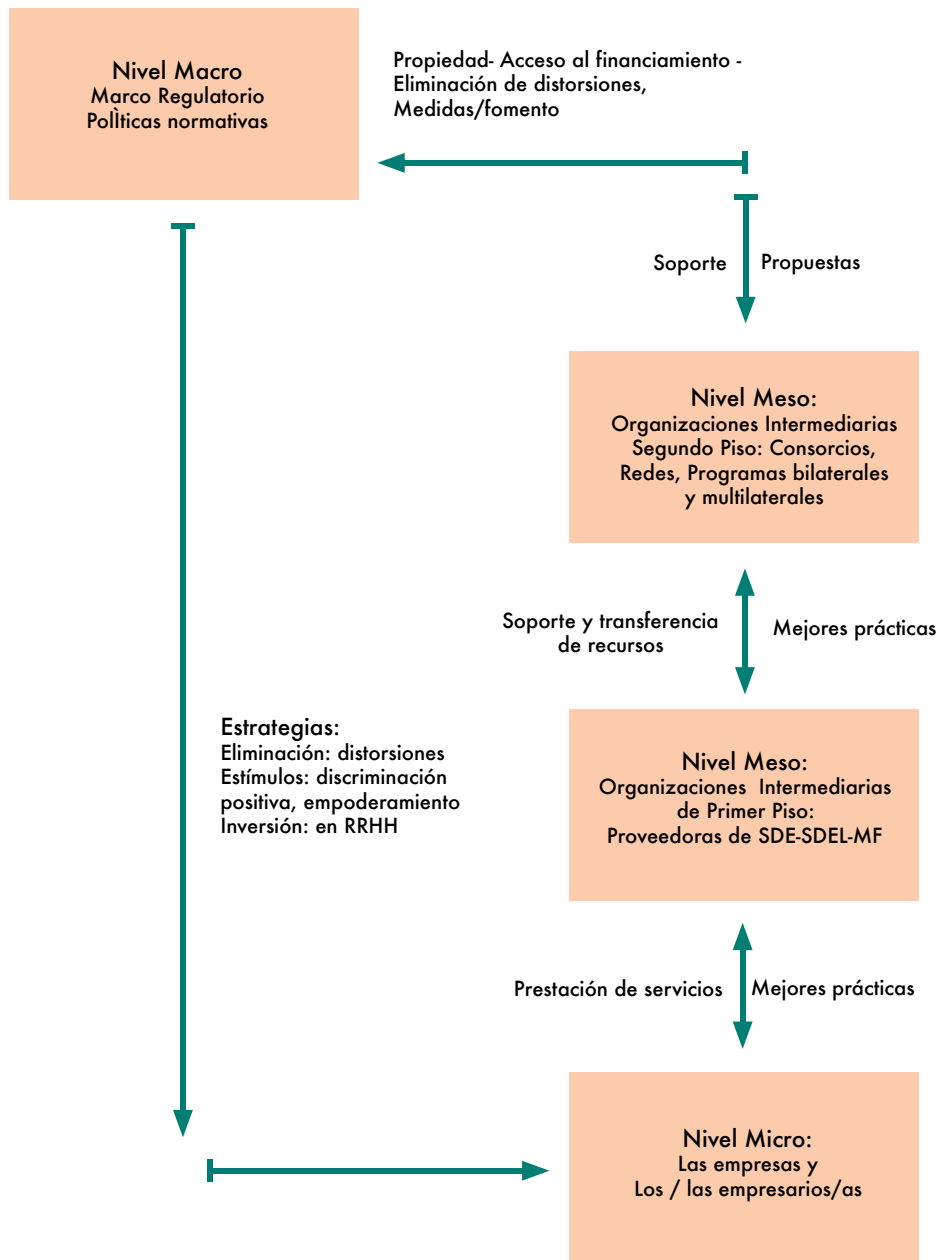 Nivel Macro
Marco Regulatorio
PolÌticas normativas
Propiedad- Acceso al financiamiento -
Eliminación de distorsiones,
Medidas/fomento
Soporte
Propuestas
Nivel Meso:
Organizaciones Intermediarias
Segundo Piso: Consorcios,
Redes, Programas bilaterales
y multilaterales
Soporte y transferencia
de recursos
Mejores prácticas
Estrategias:
Eliminación: distorsiones
Estímulos: discriminación
positiva, empoderamiento
Inversión: en RRHH
Nivel Meso:
Organizaciones Intermediarias
de Primer Piso:
Proveedoras de SDE-SDEL-MF
Prestación de servicios
Mejores prácticas
Nivel Micro:
Las empresas y
Los / las empresarios/as